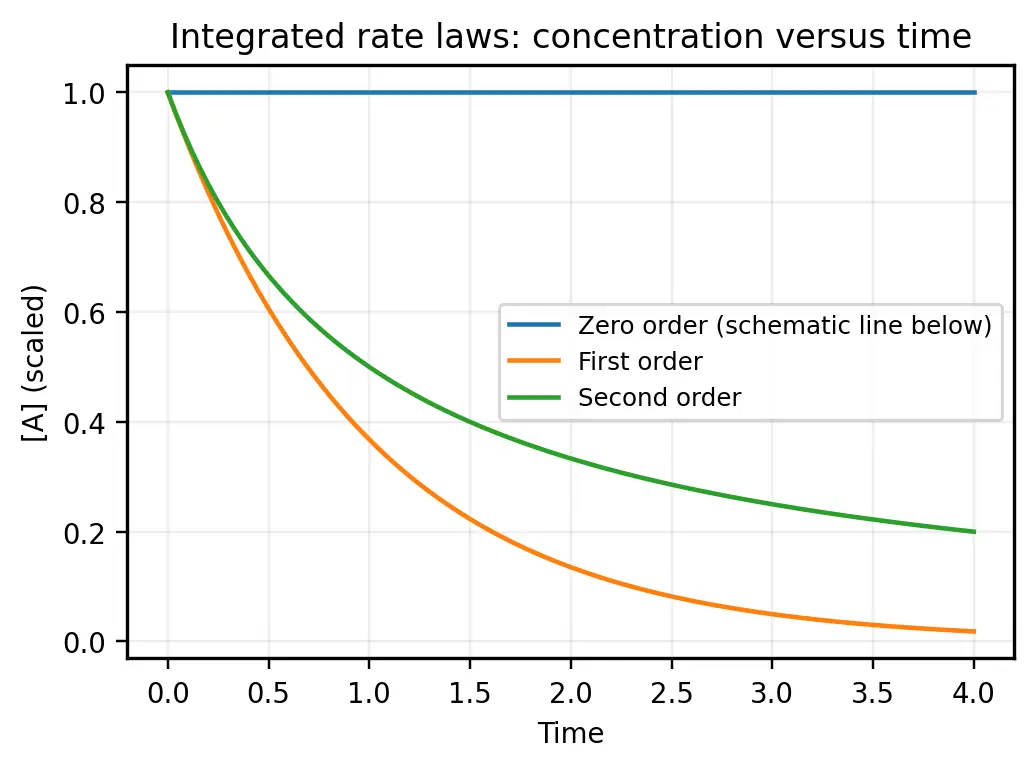 Integrated rate laws: concentration versus time
[A] (scaled)
1.0
0.8
0.6
0.4
0.2
0.0
Zero order (schematic line below)
First order
Second order
0.0 0.5 1.0 1.5 2.0 2.5 3.0 3.5 4.0
Time